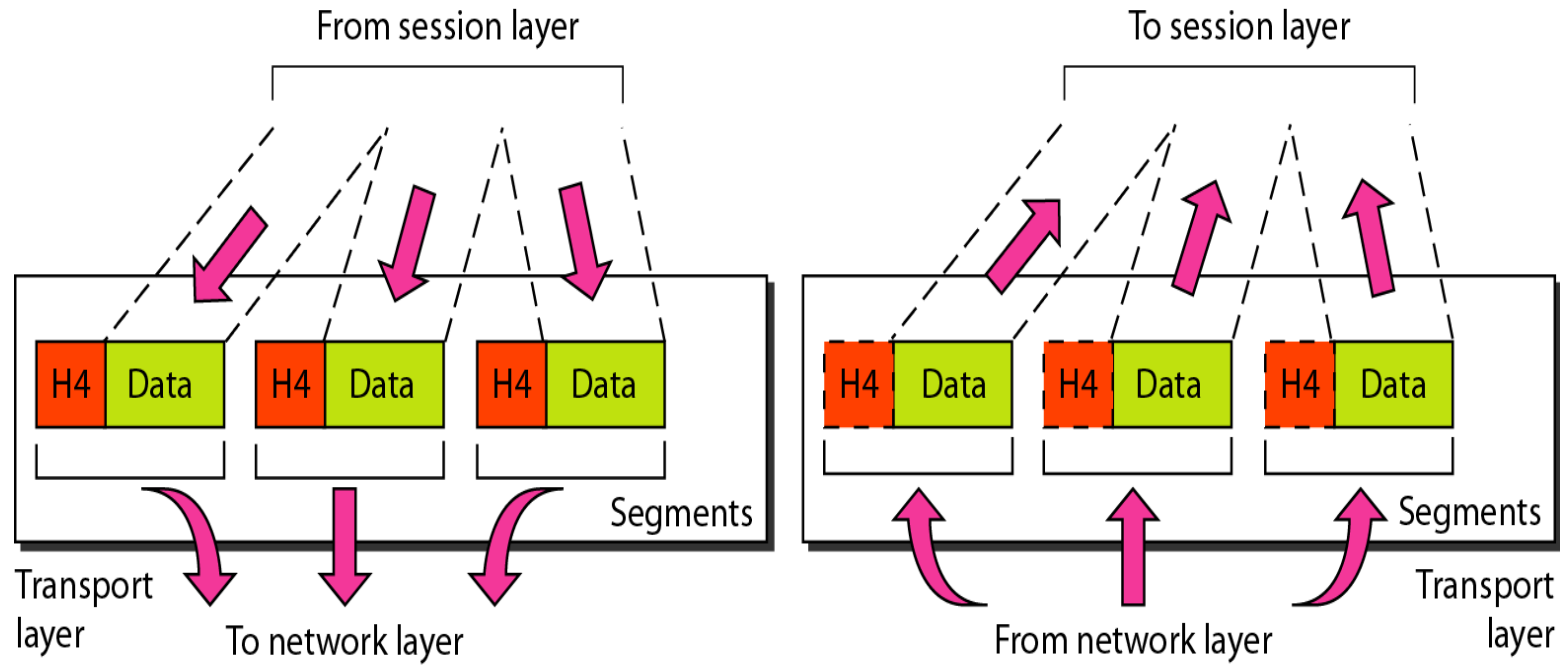 From session layer
H4 Data H4 Data H4 Data
Segments
Transport
layer
To network layer
To session layer
H4 Data H4 Data H4 Data
Segments
From network layer
Transport
layer